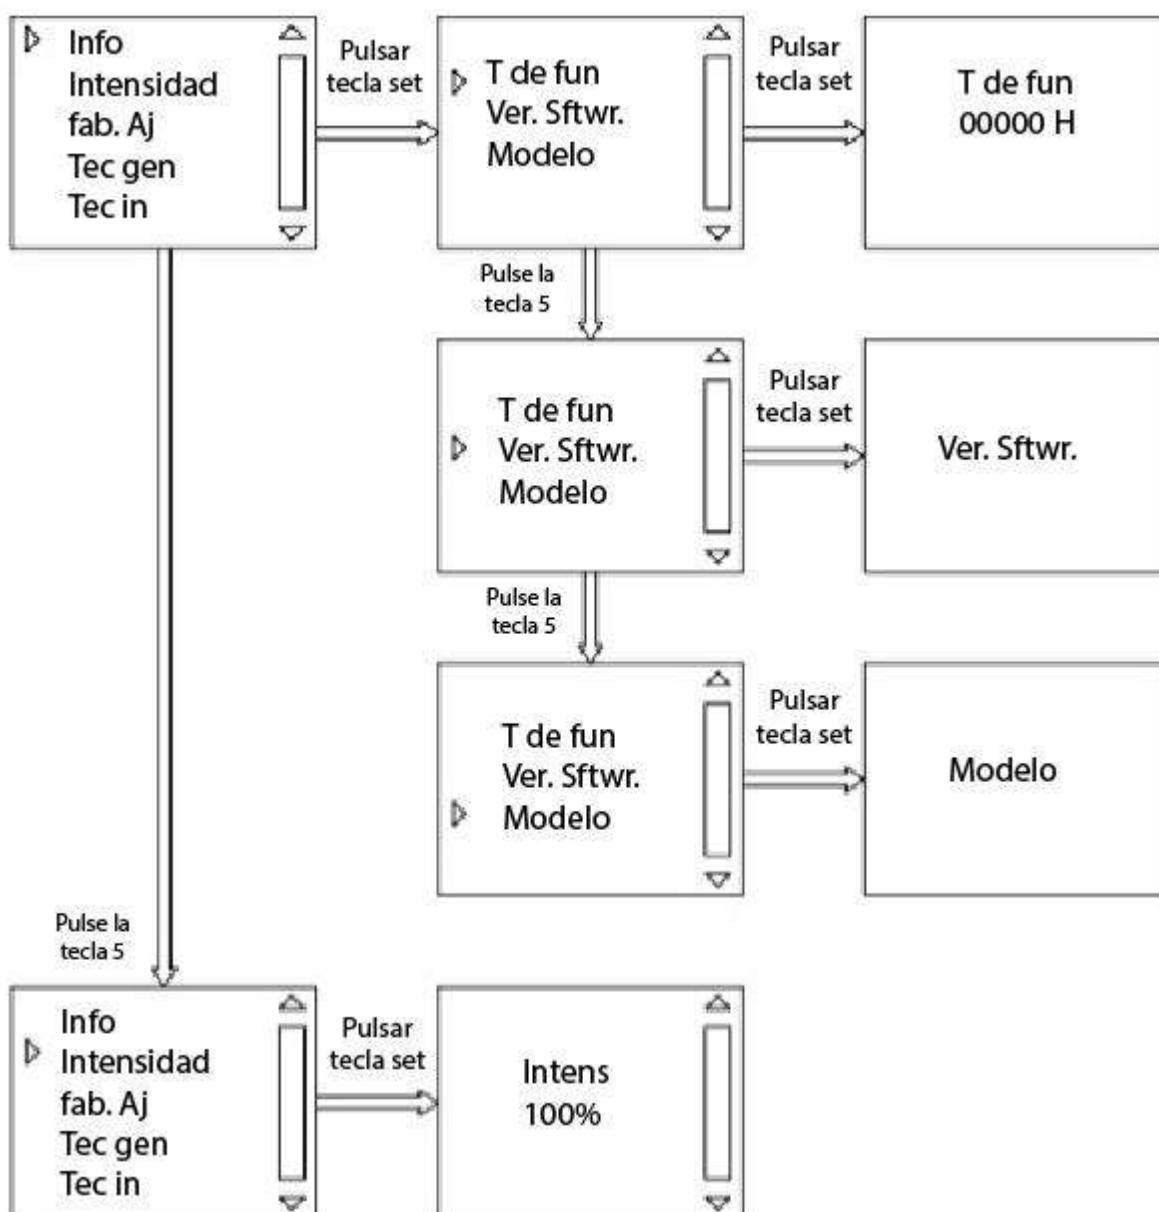 Info
Intensidad
fab. Aj
Tec gen
Tec in
Pulsar
tecla set
T de fun
Ver. Sftwr.
Modelo
Pulsar
tecla set
T de fun
00000 H
Pulse la
tecla 5
T de fun
Ver. Sftwr.
Modelo
Pulsar
tecla set
Ver. Sftwr.
Pulse la
tecla 5
T de fun
Ver. Sftwr.
Modelo
Pulsar
tecla set
Modelo
Pulse la
tecla 5
Info
Intensidad
fab. Aj
Tec gen
Tec in
Pulsar
tecla set
Intens
100%